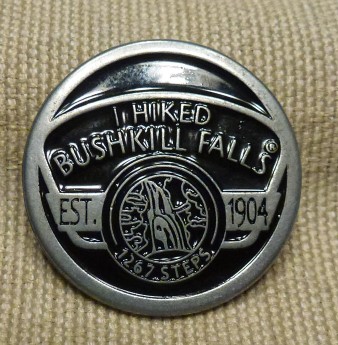 I HIKED
BUSHKILL FALLS®
EST. 1904
1267 STEPS